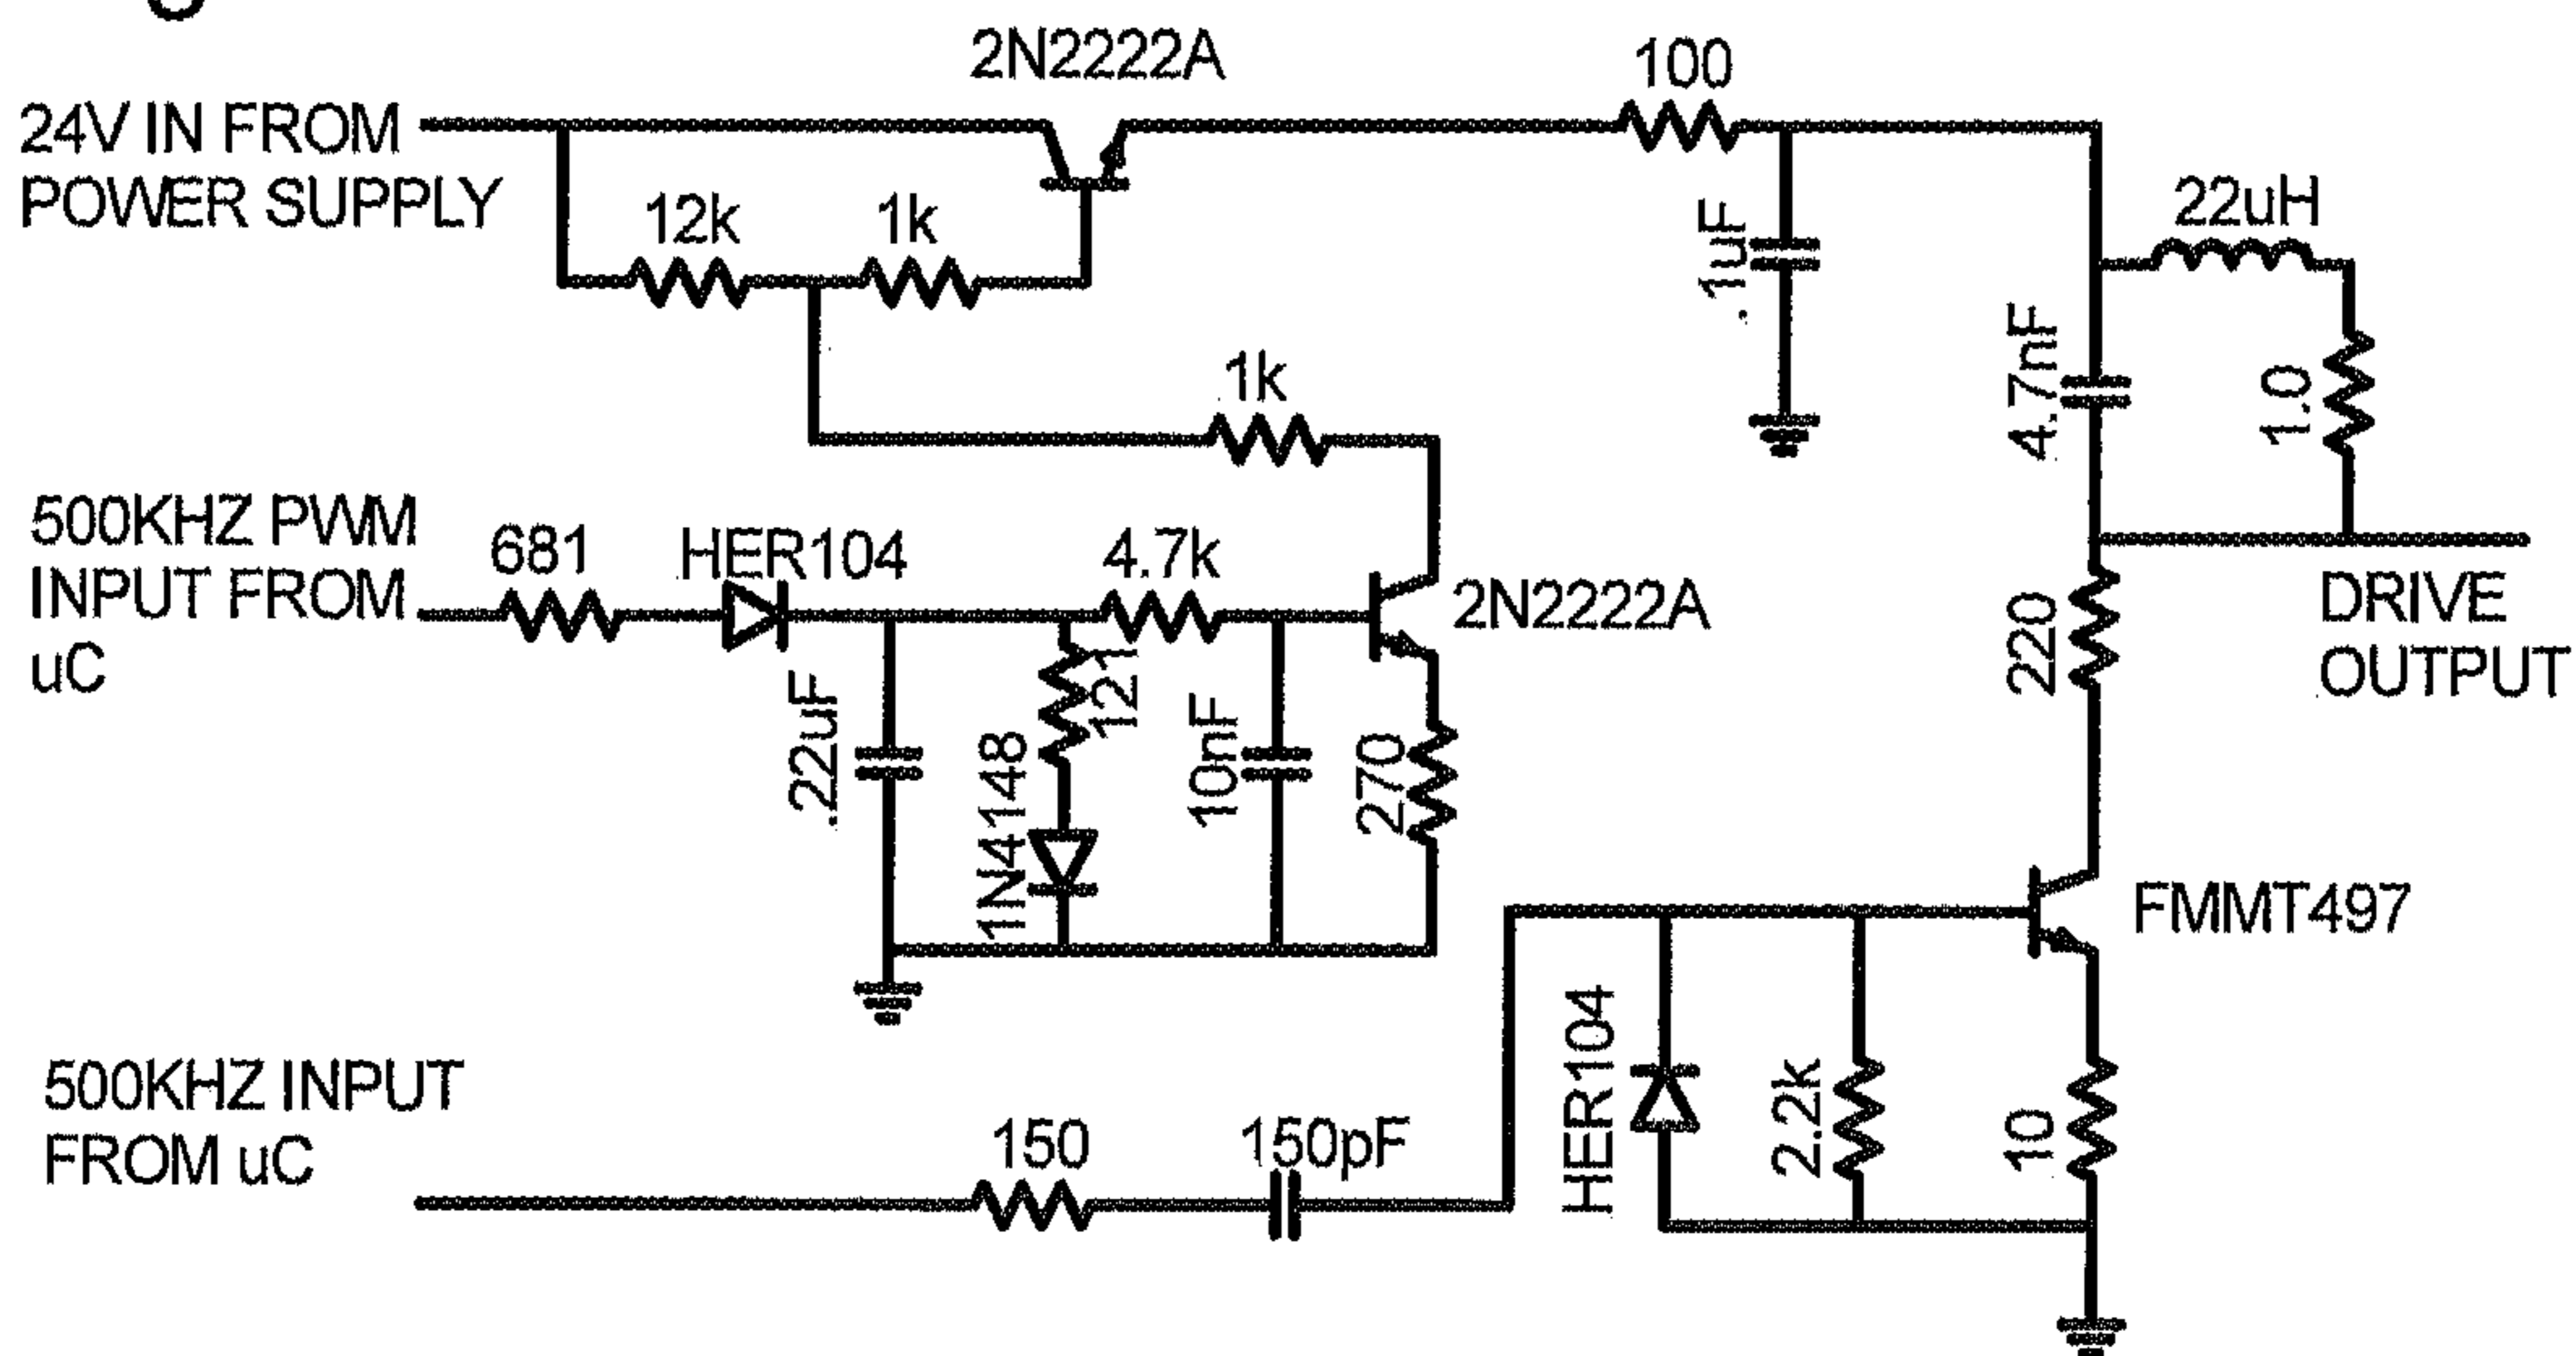 2N2222A
100
24V IN FROM
POWER SUPPLY
12k
1k
.1uF
22uH
1k
4.7nF
1.0
500KHZ PWM
INPUT FROM
uC
681
HER104
4.7k
2N2222A
220
DRIVE
OUTPUT
.22uF
121
1N4148
10nF
270
FMMT497
500KHZ INPUT
FROM uC
150
150pF
HER104
2.2k
10